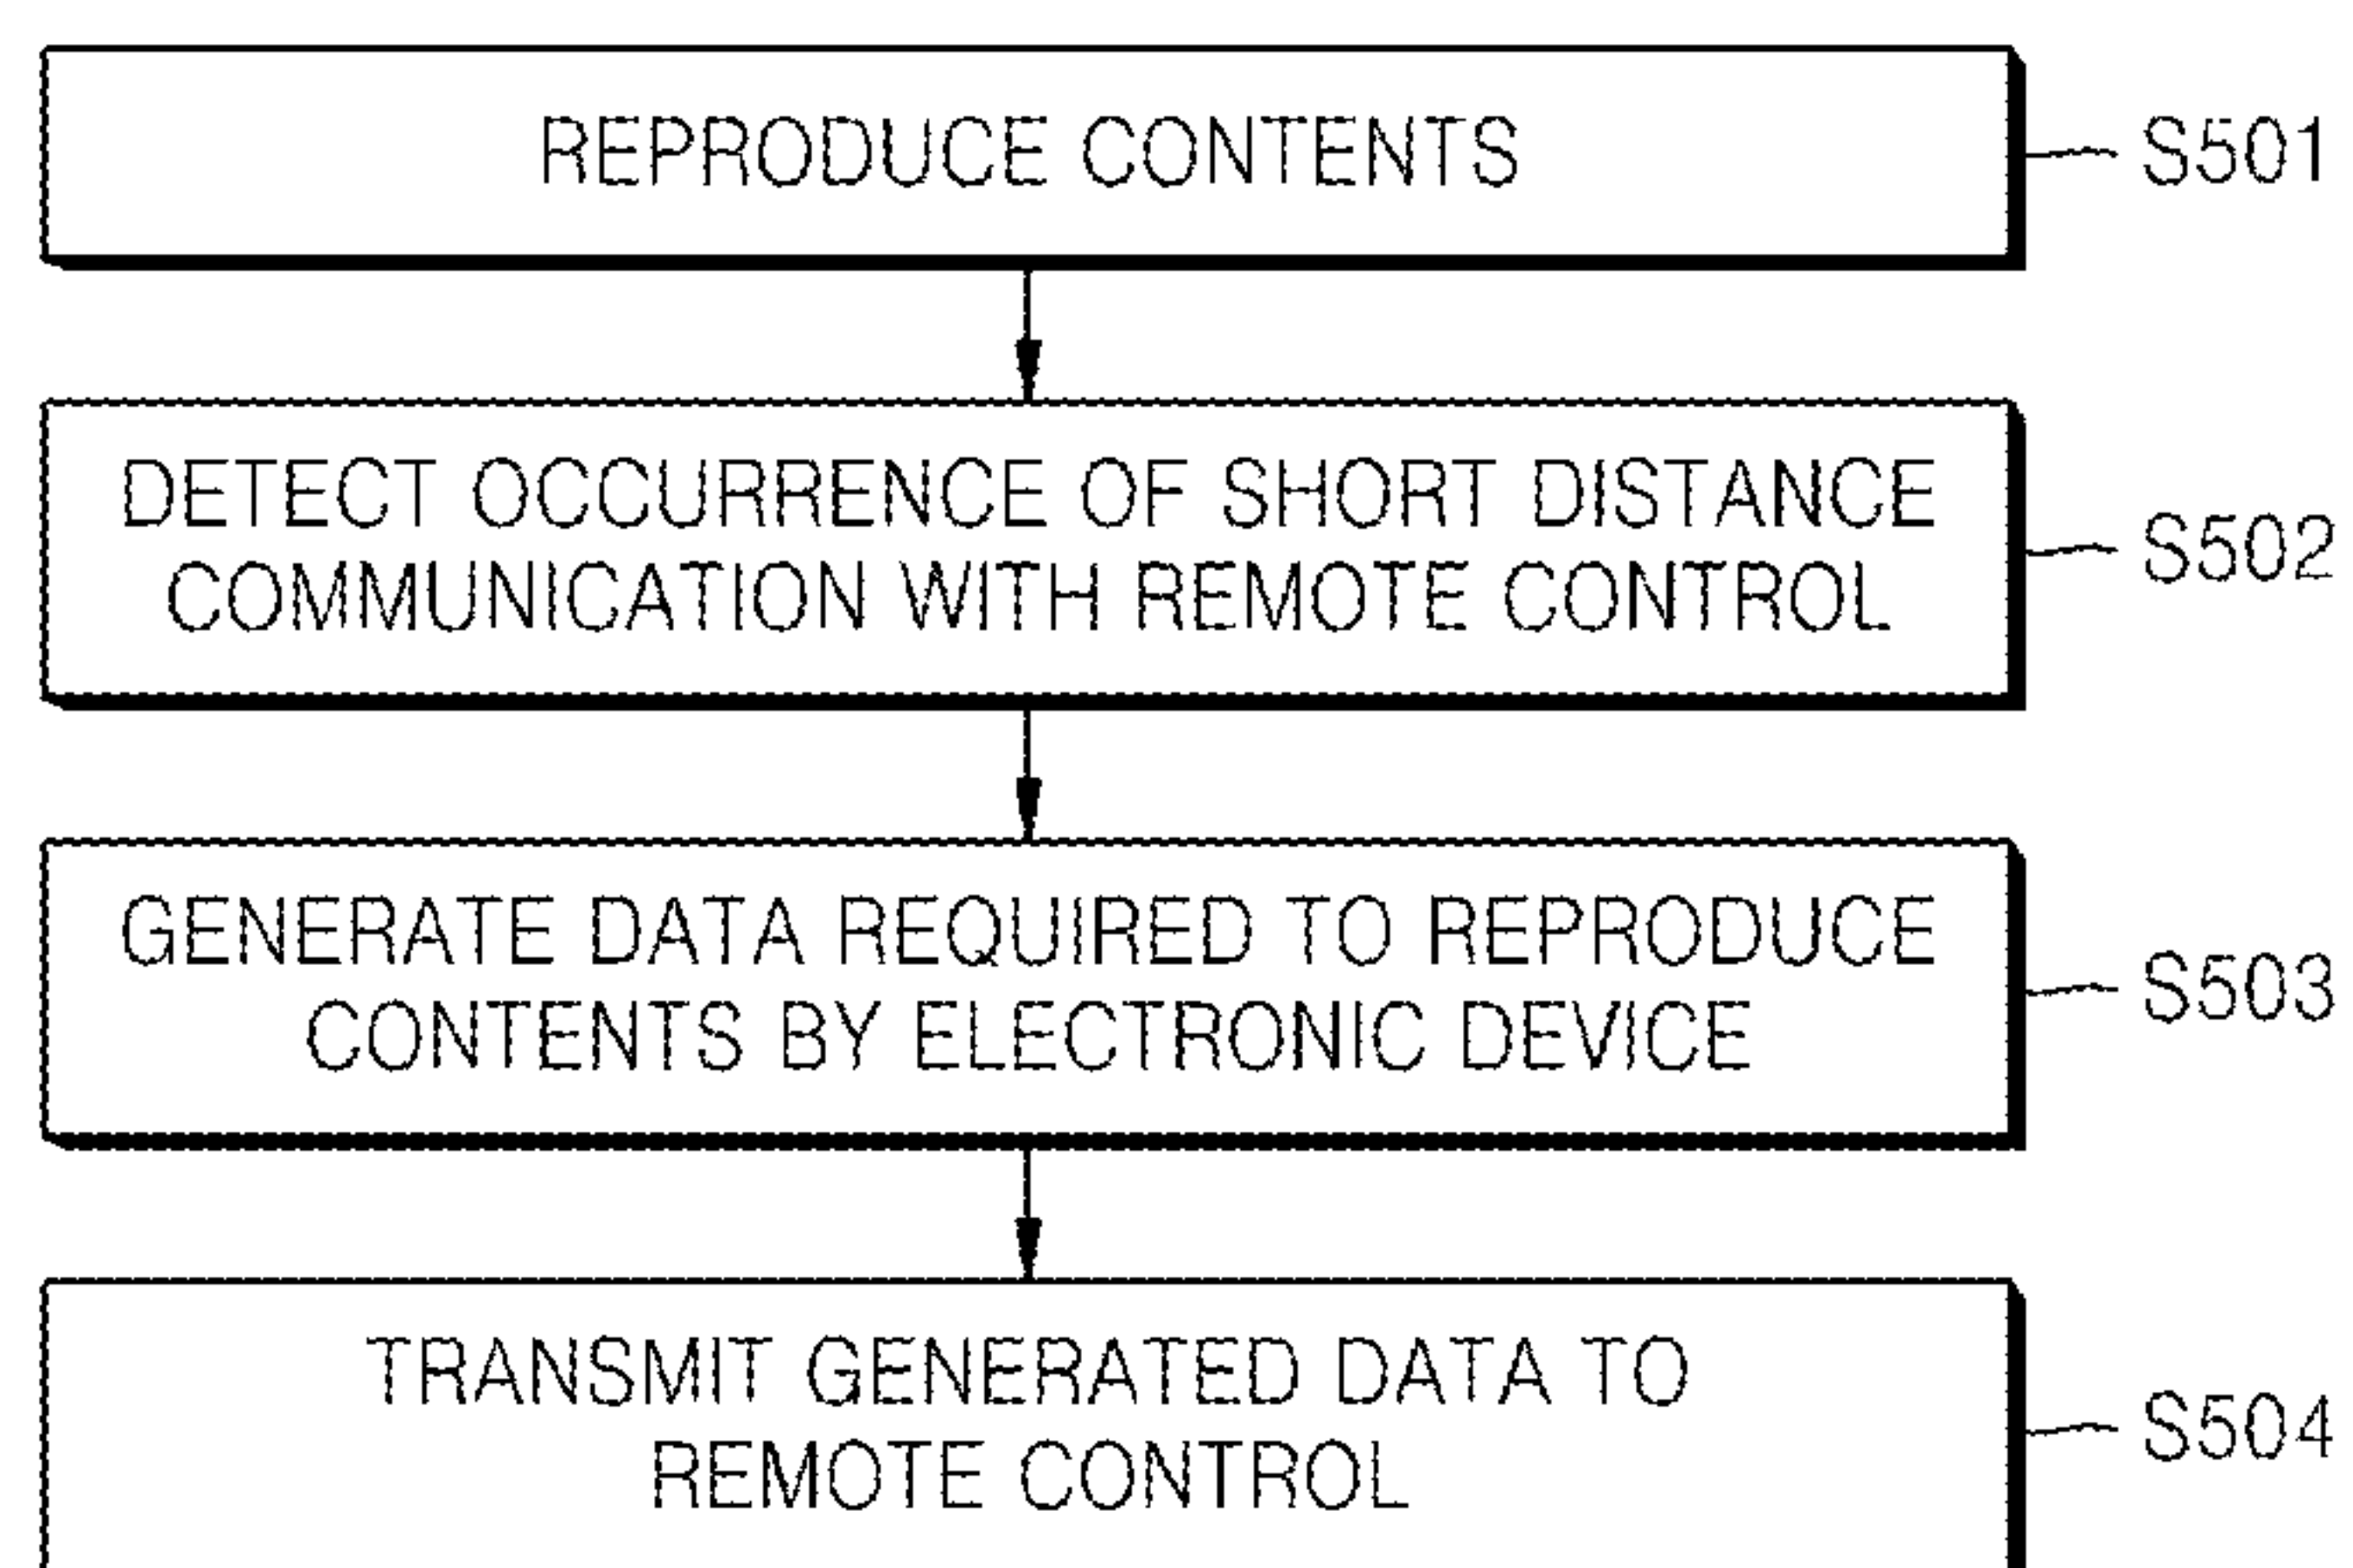 REPRODUCE CONTENTS
S501
DETECT OCCURRENCE OF SHORT DISTANCE
COMMUNICATION WITH REMOTE CONTROL
S502
GENERATE DATA REQUIRED TO REPRODUCE
CONTENTS BY ELECTRONIC DEVICE
S503
TRANSMIT GENERATED DATA TO
REMOTE CONTROL
S504